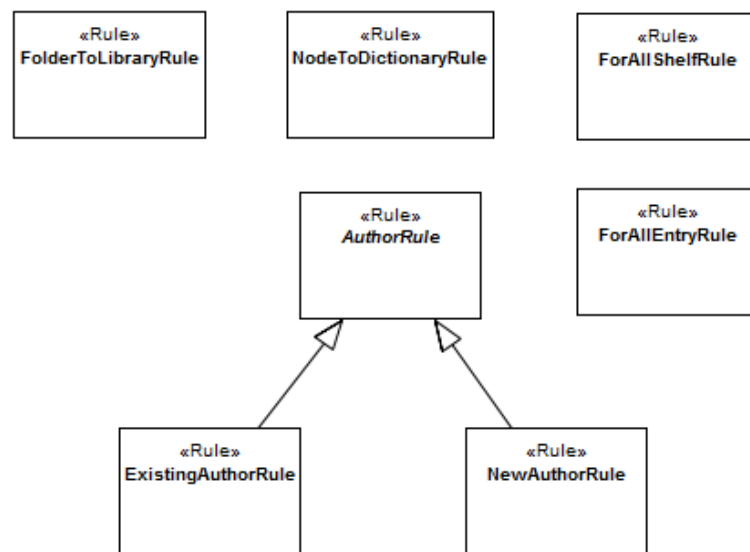 «Rule»
FolderToLibraryRule
«Rule»
NodeToDictionaryRule
«Rule»
ForAllShelfRule
«Rule»
AuthorRule
«Rule»
ForAllEntryRule
«Rule»
ExistingAuthorRule
«Rule»
NewAuthorRule